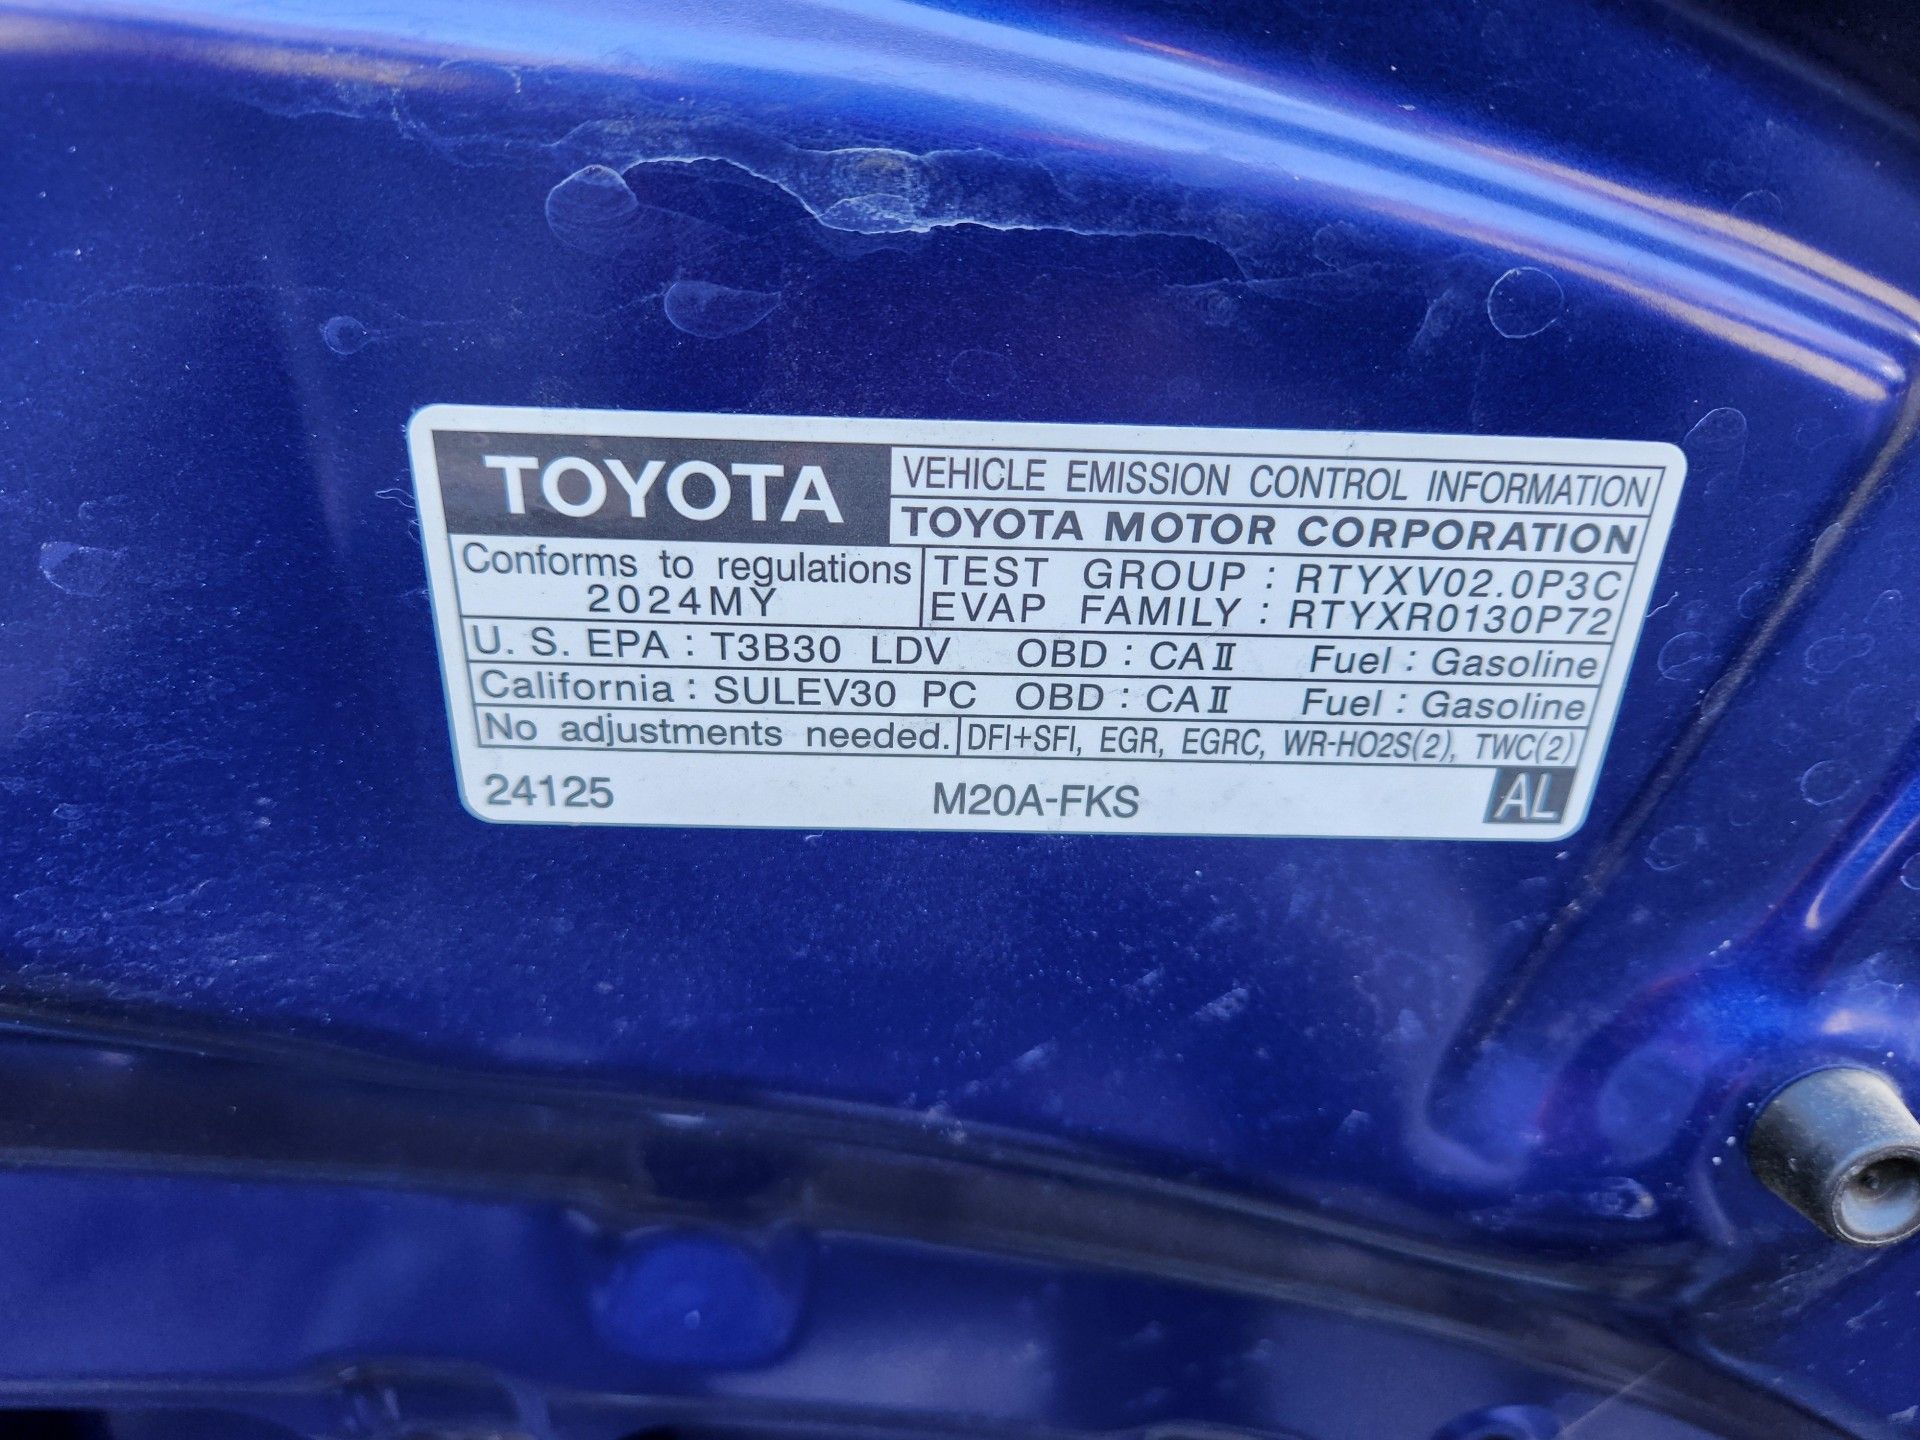 TOYOTA
VEHICLE EMISSION CONTROL INFORMATION
TOYOTA MOTOR CORPORATION
Conforms to regulations
2024MY
TEST GROUP : RTYXV02.0P3C
EVAP FAMILY : RTYXR0130P72
U. S. EPA : T3B30 LDV OBD : CAⅡ Fuel : Gasoline
California : SULEV30 PC OBD : CAⅡ Fuel : Gasoline
No adjustments needed. DFI+SFI, EGR, EGRC, WR-HO2S(2), TWC(2)
24125 M20A-FKS AL